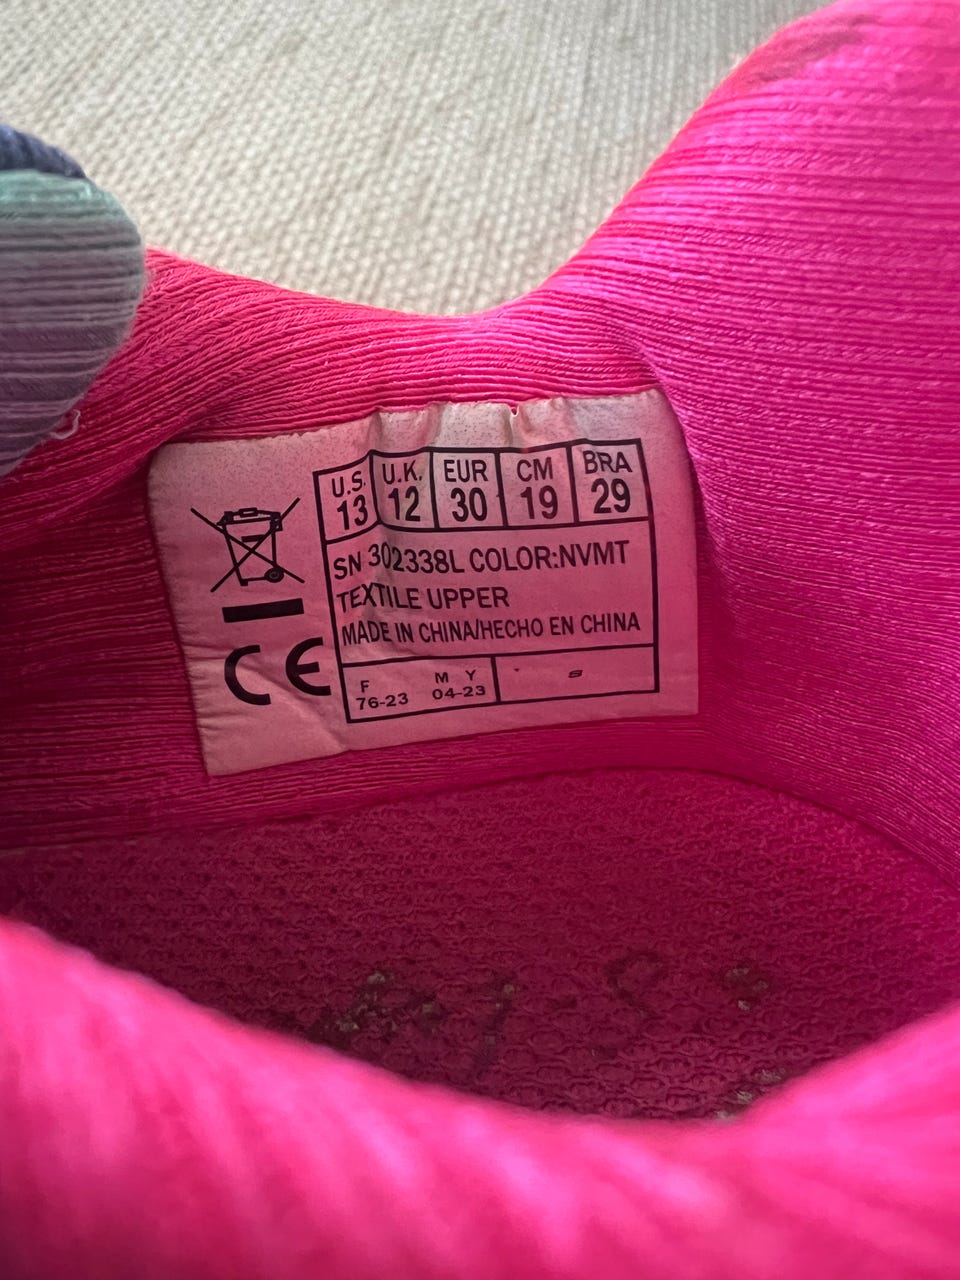 U.S. U.K. EUR CM BRA
13 12 30 19 29
SN 302338L COLOR:NVMT
TEXTILE UPPER
MADE IN CHINA/HECHO EN CHINA
F M Y
76-23 04-23
S
CE